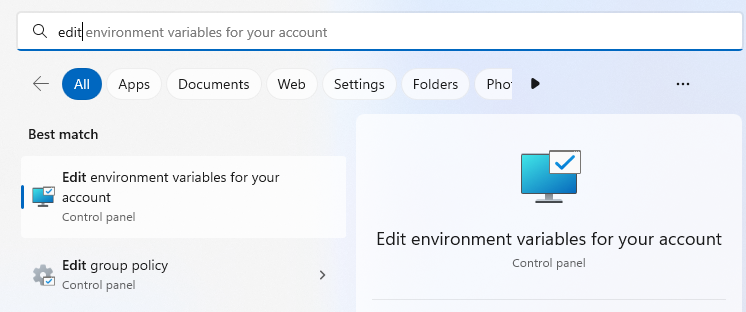 edit environment variables for your account
All Apps Documents Web Settings Folders
Best match
Edit environment variables for your
account
Control panel
Edit group policy
Control panel
Edit environment variables for your account
Control panel